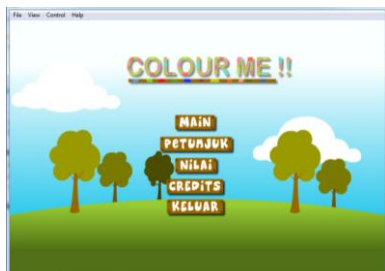 File View Control Help
COLOUR ME !!
MAIN
PETUNJUK
NILAI
CREDITS
KELUAR